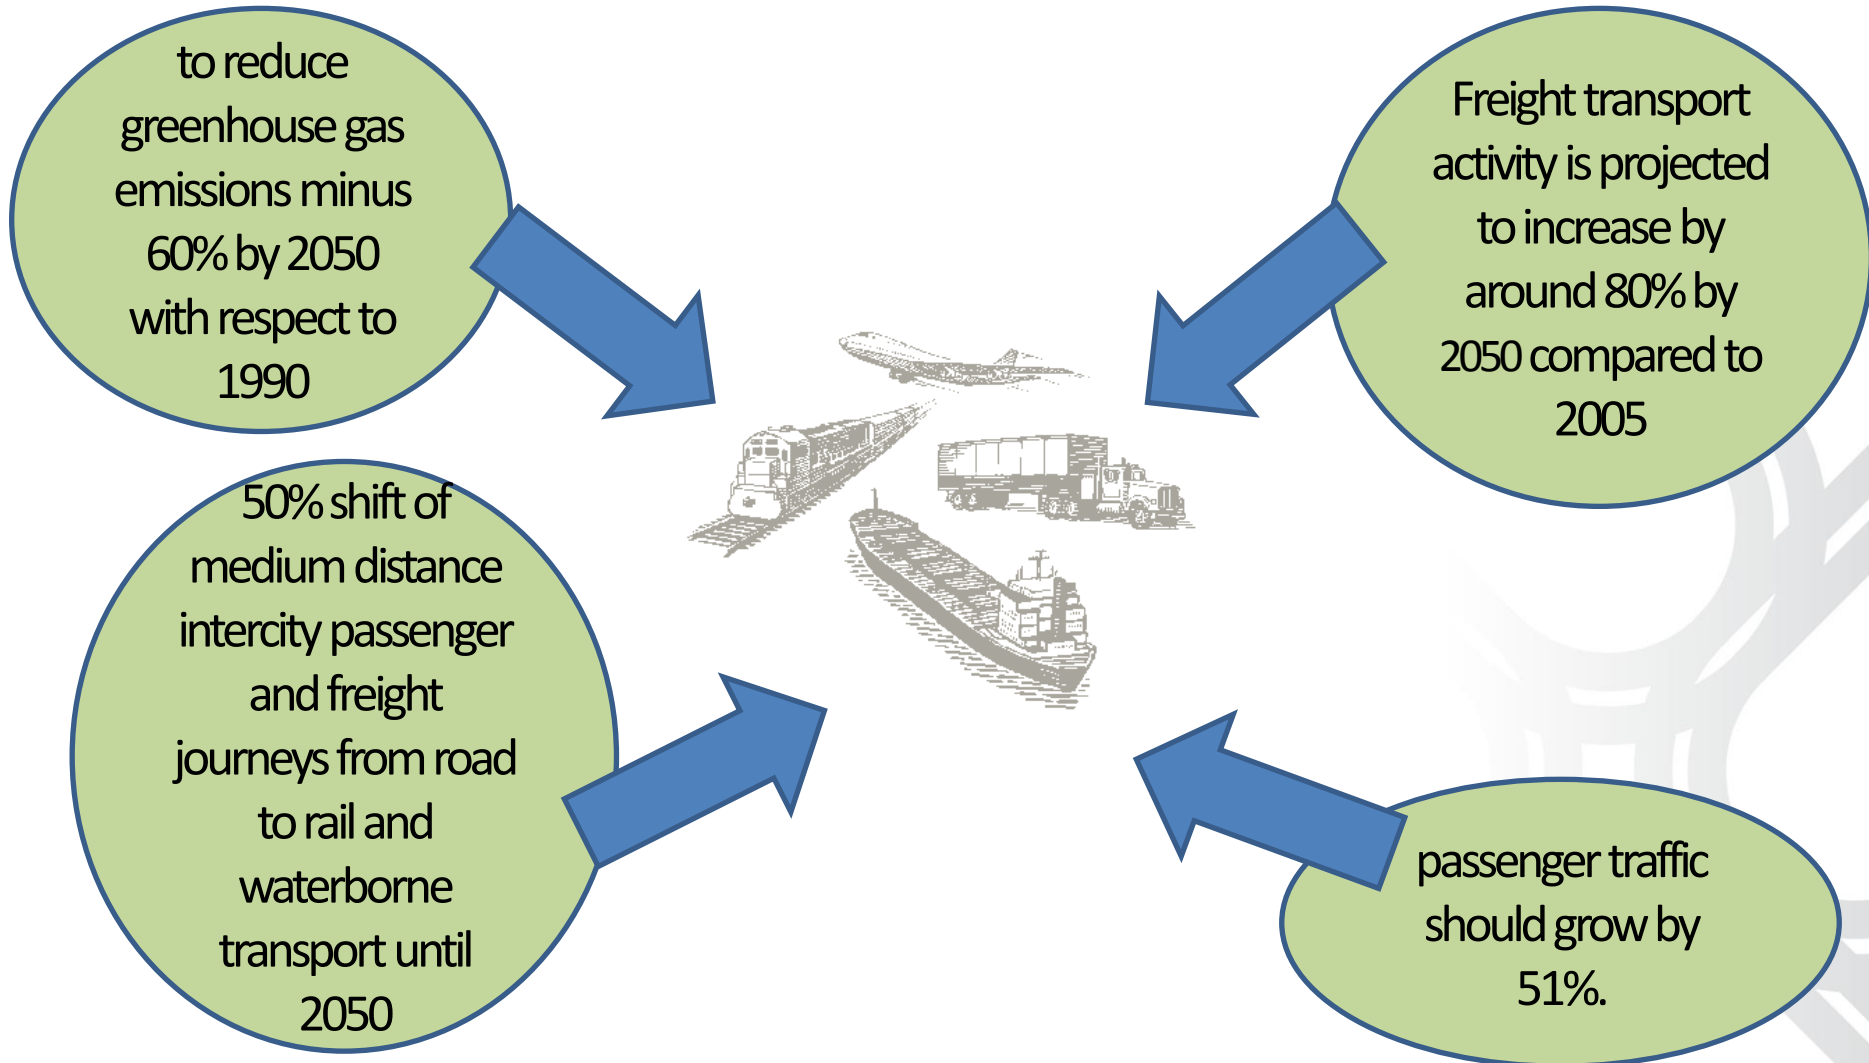 to reduce
greenhouse gas
emissions minus
60% by 2050
with respect to
1990
Freight transport
activity is projected
to increase by
around 80% by
2050 compared to
2005
50% shift of
medium distance
intercity passenger
and freight
journeys from road
to rail and
waterborne
transport until
2050
passenger traffic
should grow by
51%.